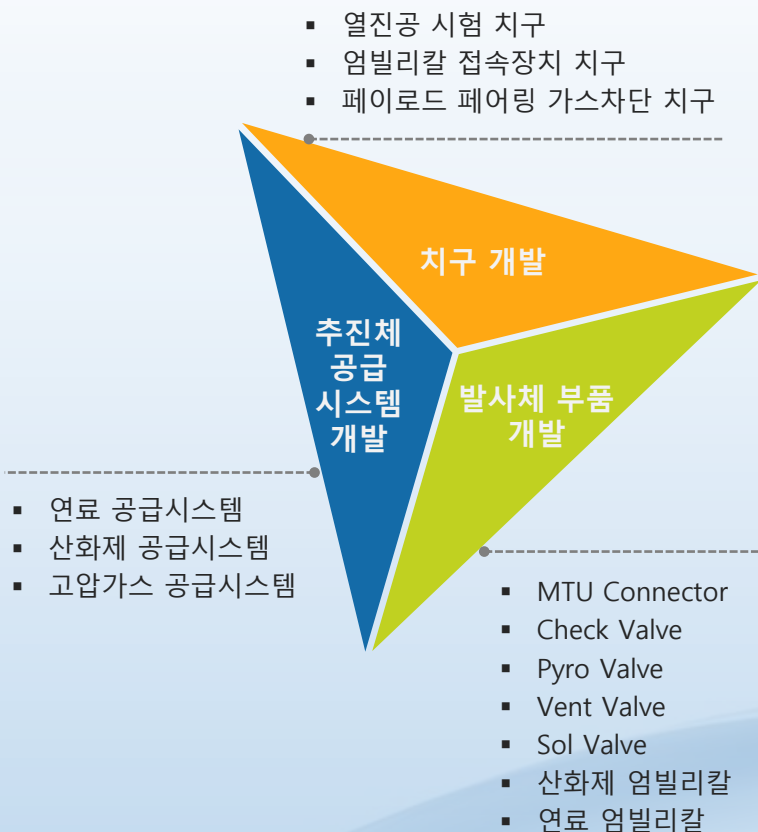 ▪ 열진공 시험 치구
▪ 엄빌리칼 접속장치 치구
▪ 페이로드 페어링 가스차단 치구
치구 개발
추진체
공급
시스템
개발
발사체 부품
개발
▪ 연료 공급시스템
▪ 산화제 공급시스템
▪ 고압가스 공급시스템
▪ MTU Connector
▪ Check Valve
▪ Pyro Valve
▪ Vent Valve
▪ Sol Valve
▪ 산화제 엄빌리칼
▪ 연료 엄빌리칼